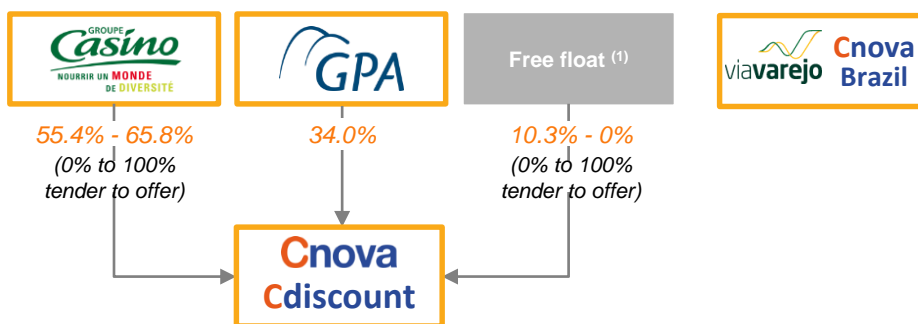 GROUPE
Casino
NOURRIR UN MONDE
DE DIVERSITÉ
GPA
Free float (1)
viavarejo
Cnova
Brazil
55.4% - 65.8%
(0% to 100%
tender to offer)
34.0%
10.3% - 0%
(0% to 100%
tender to offer)
Cnova
Cdiscount